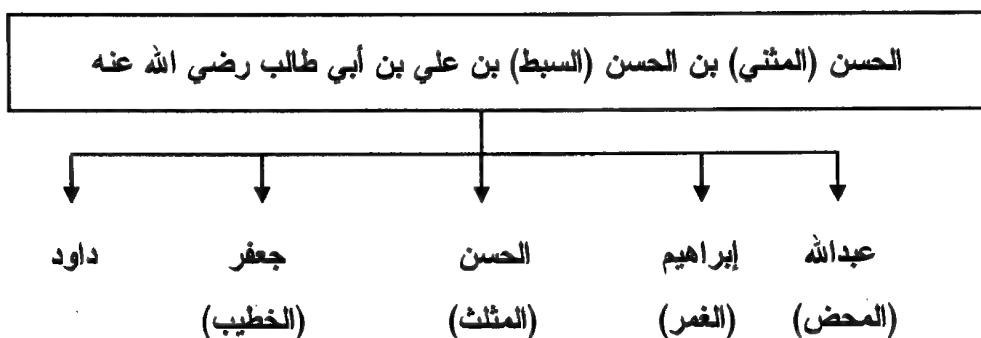 الحسن (المثني) بن الحسن (السبط) بن علي بن أبي طالب رضي الله عنه
عبدالله إبراهيم الحسن جعفر داود
(المحض) (الغمر) (المثلث) (الخطيب)